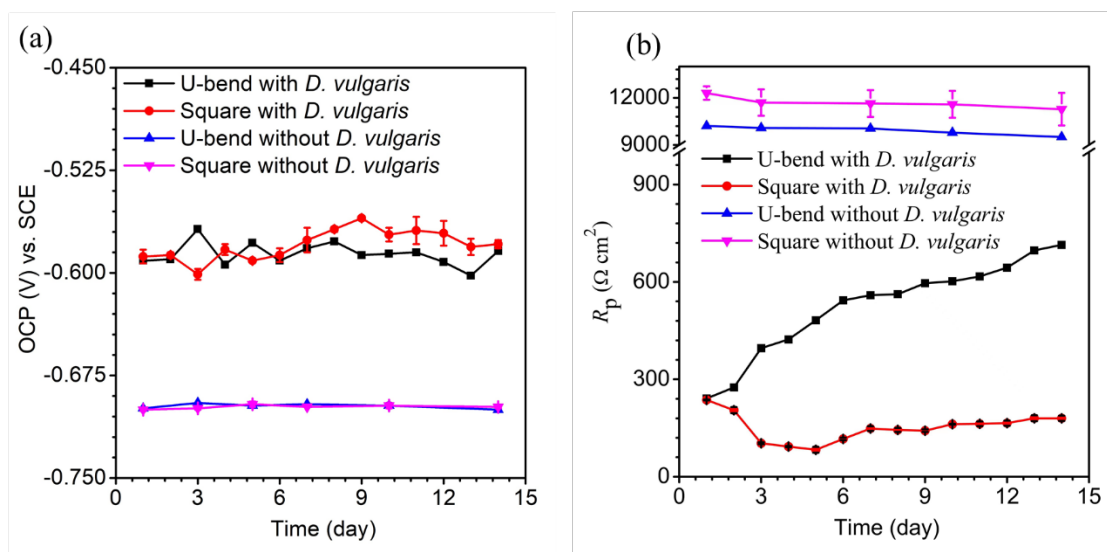 (a)
-0.450
-0.525
-0.600
-0.675
-0.750
OCP (V) vs. SCE
U-bend with D. vulgaris
Square with D. vulgaris
U-bend without D. vulgaris
Square without D. vulgaris
0 3 6 9 12 15
Time (day)
(b)
12000
9000
900
600
300
0
Rp (Ω cm2)
U-bend with D. vulgaris
Square with D. vulgaris
U-bend without D. vulgaris
Square without D. vulgaris
0 3 6 9 12 15
Time (day)